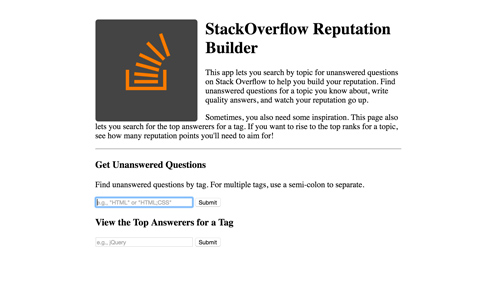 StackOverflow Reputation
Builder
This app lets you search by topic for unanswered questions
on Stack Overflow to help you build your reputation. Find
unanswered questions for a topic you know about, write
quality answers, and watch your reputation go up.
Sometimes, you also need some inspiration. This page also
lets you search for the top answerers for a tag. If you want to rise to the top ranks for a topic,
see how many reputation points you'll need to aim for!
Get Unanswered Questions
Find unanswered questions by tag. For multiple tags, use a semi-colon to separate.
e.g., "HTML" or "HTML;CSS" Submit
View the Top Answerers for a Tag
e.g., jQuery Submit